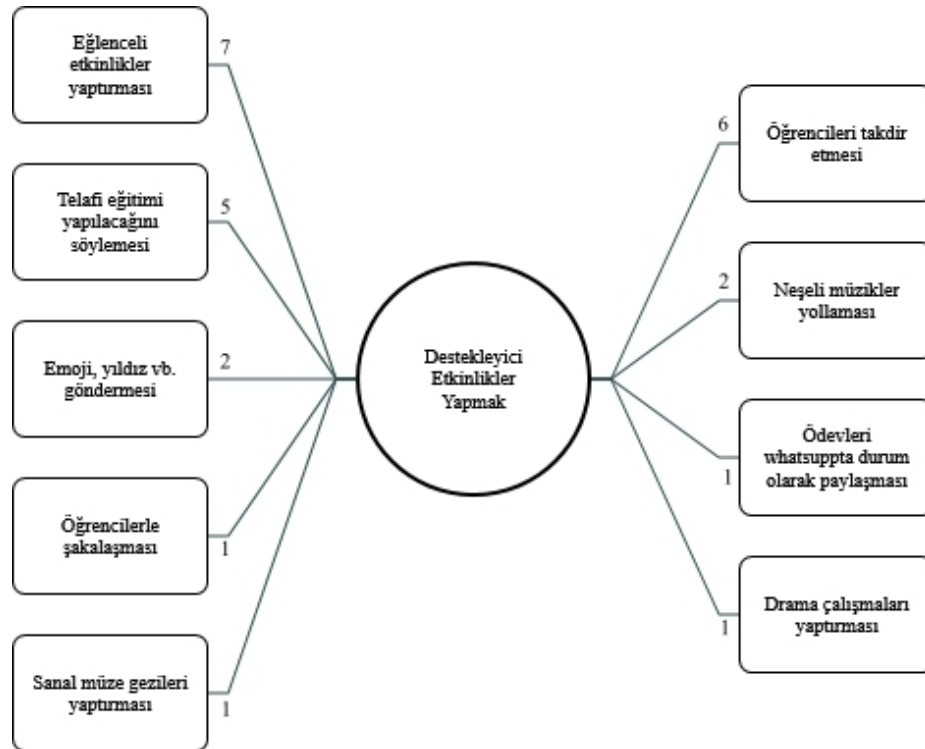 Eğlenceli
etkinlikler
yaptırması
7
Telafi eğitimi
yapılacağını
söylemesi
5
Emoji, yıldız vb.
göndermesi
2
Öğrencilerle
şakalaşması
1
Sanal müze gezileri
yaptırması
1
Destekleyici
Etkinlikler
Yapmak
6
Öğrencileri takdir
etmesi
2
Neşeli müzikler
yollaması
1
Ödevleri
whatsuppta durum
olarak paylaşması
1
Drama çalışmaları
yaptırması